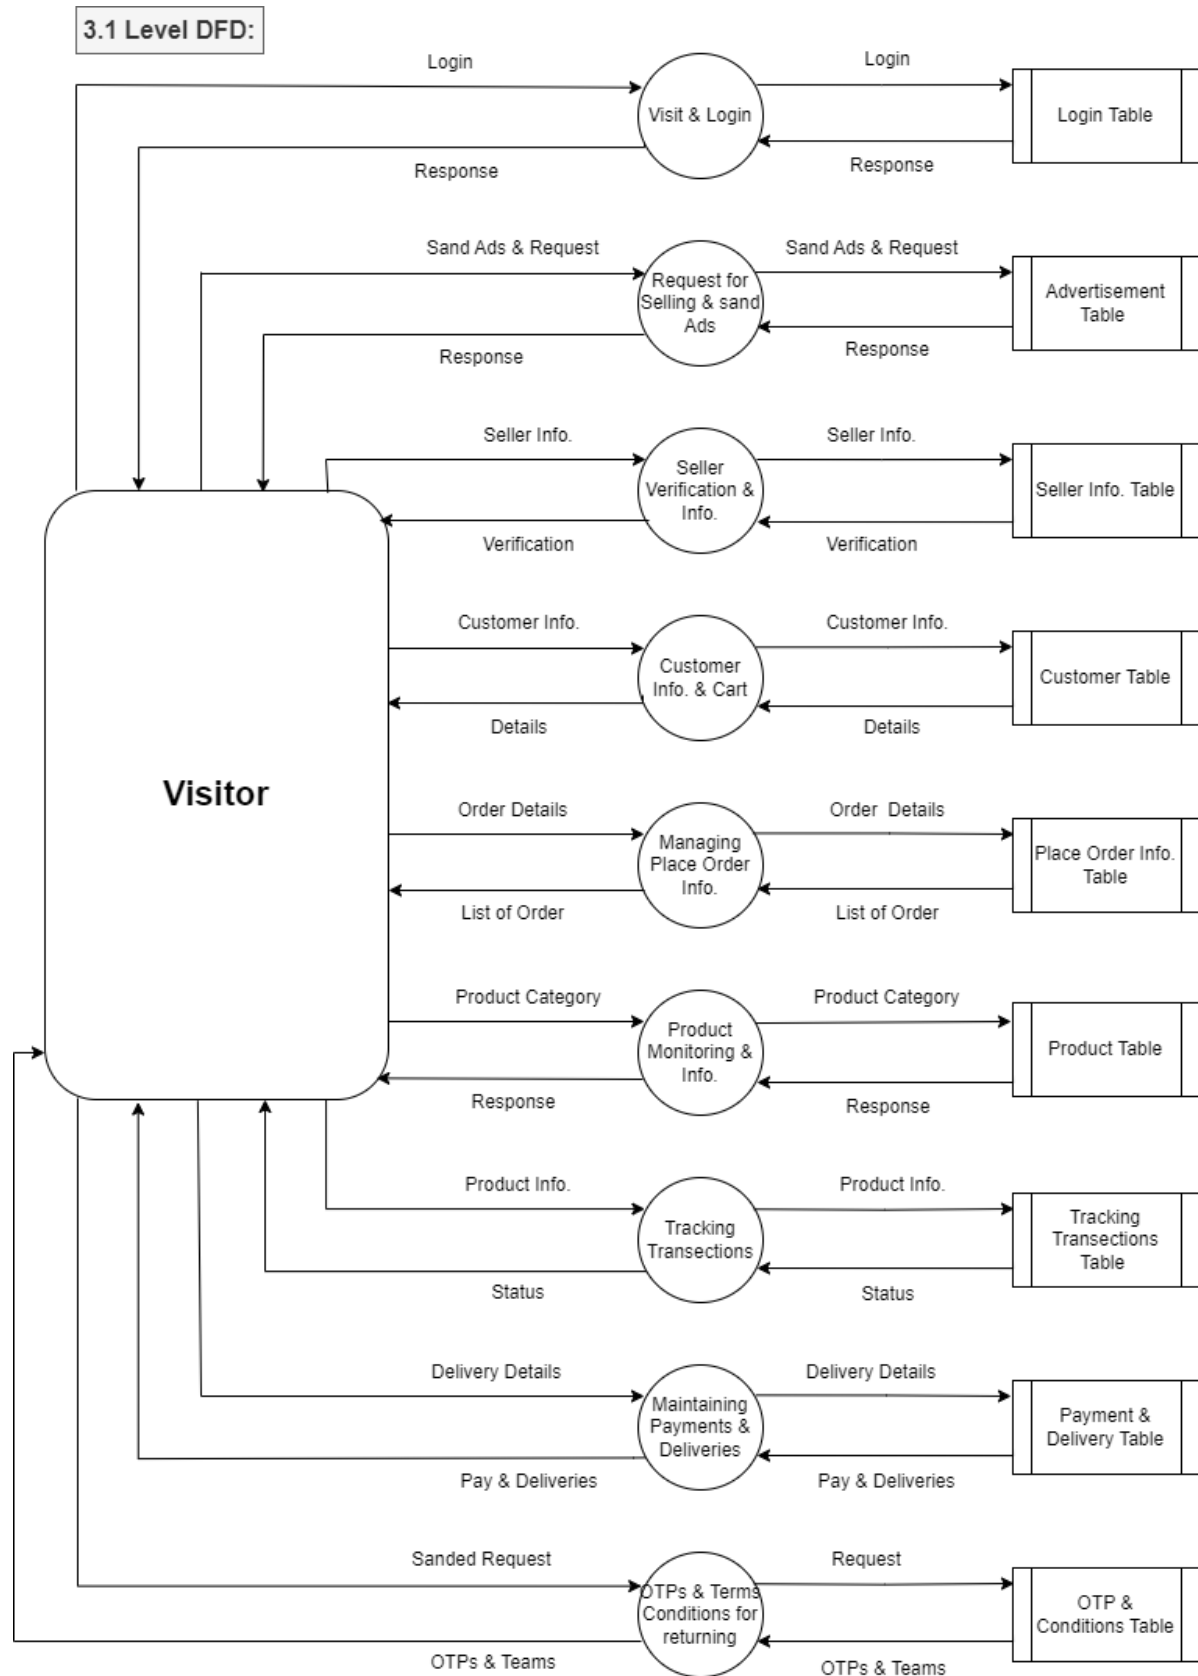 3.1 Level DFD:
Login
Login
Visit & Login
Login Table
Response
Response
Sand Ads & Request
Sand Ads & Request
Request for
Selling & sand
Ads
Advertisement
Table
Response
Response
Seller Info.
Seller Info.
Seller
Verification &
Info.
Seller Info. Table
Verification
Verification
Customer Info.
Customer Info.
Customer
Info. & Cart
Customer Table
Details
Details
Visitor
Order Details
Order Details
Managing
Place Order
Info.
Place Order Info.
Table
List of Order
List of Order
Product Category
Product Category
Product
Monitoring &
Info.
Product Table
Response
Response
Product Info.
Product Info.
Tracking
Transections
Tracking
Transections
Table
Status
Status
Delivery Details
Delivery Details
Maintaining
Payments &
Deliveries
Payment &
Delivery Table
Pay & Deliveries
Pay & Deliveries
Sanded Request
Request
OTPs & Terms
Conditions for
returning
OTP &
Conditions Table
OTPs & Teams
OTPs & Teams